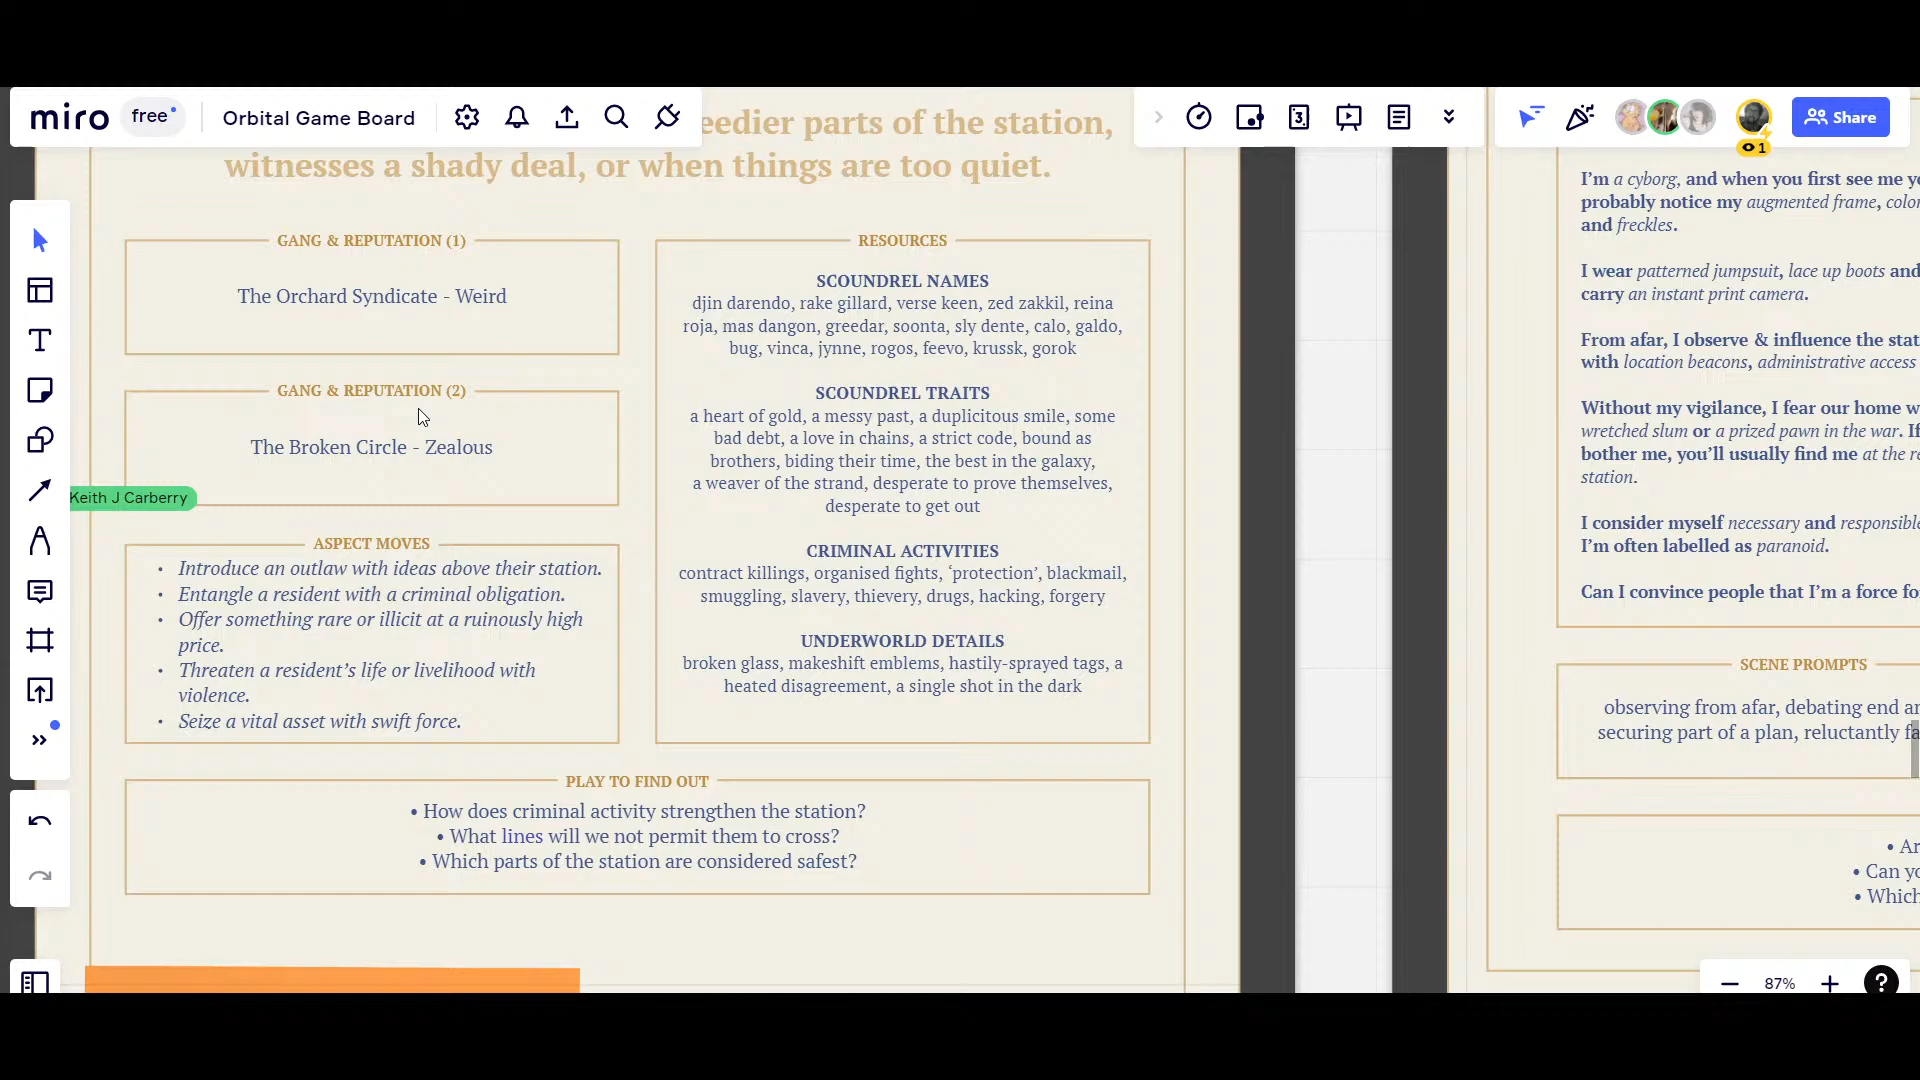 miro
free
Orbital Game Board
3
Share
1
eedier parts of the station,
witnesses a shady deal, or when things are too quiet.
GANG & REPUTATION (1)
The Orchard Syndicate - Weird
GANG & REPUTATION (2)
The Broken Circle - Zealous
Keith J Carberry
ASPECT MOVES
• Introduce an outlaw with ideas above their station.
• Entangle a resident with a criminal obligation.
• Offer something rare or illicit at a ruinously high
price.
• Threaten a resident’s life or livelihood with
violence.
• Seize a vital asset with swift force.
RESOURCES
SCOUNDREL NAMES
djin darendo, rake gillard, verse keen, zed zakkil, reina
roja, mas dangon, greedar, soonta, sly dente, calo, galdo,
bug, vinca, jynne, rogos, feevo, krussk, gorok
SCOUNDREL TRAITS
a heart of gold, a messy past, a duplicitous smile, some
bad debt, a love in chains, a strict code, bound as
brothers, biding their time, the best in the galaxy,
a weaver of the strand, desperate to prove themselves,
desperate to get out
CRIMINAL ACTIVITIES
contract killings, organised fights, ‘protection’, blackmail,
smuggling, slavery, thievery, drugs, hacking, forgery
UNDERWORLD DETAILS
broken glass, makeshift emblems, hastily-sprayed tags, a
heated disagreement, a single shot in the dark
PLAY TO FIND OUT
• How does criminal activity strengthen the station?
• What lines will we not permit them to cross?
• Which parts of the station are considered safest?
I’m a cyborg, and when you first see me y
probably notice my augmented frame, color
and freckles.
I wear patterned jumpsuit, lace up boots and
carry an instant print camera.
From afar, I observe & influence the stat
with location beacons, administrative access
Without my vigilance, I fear our home w
wretched slum or a prized pawn in the war. If
bother me, you’ll usually find me at the re
station.
I consider myself necessary and responsible
I’m often labelled as paranoid.
Can I convince people that I’m a force fo
SCENE PROMPTS
observing from afar, debating end a
securing part of a plan, reluctantly fa
• Ar
• Can yo
• Which
87%
?